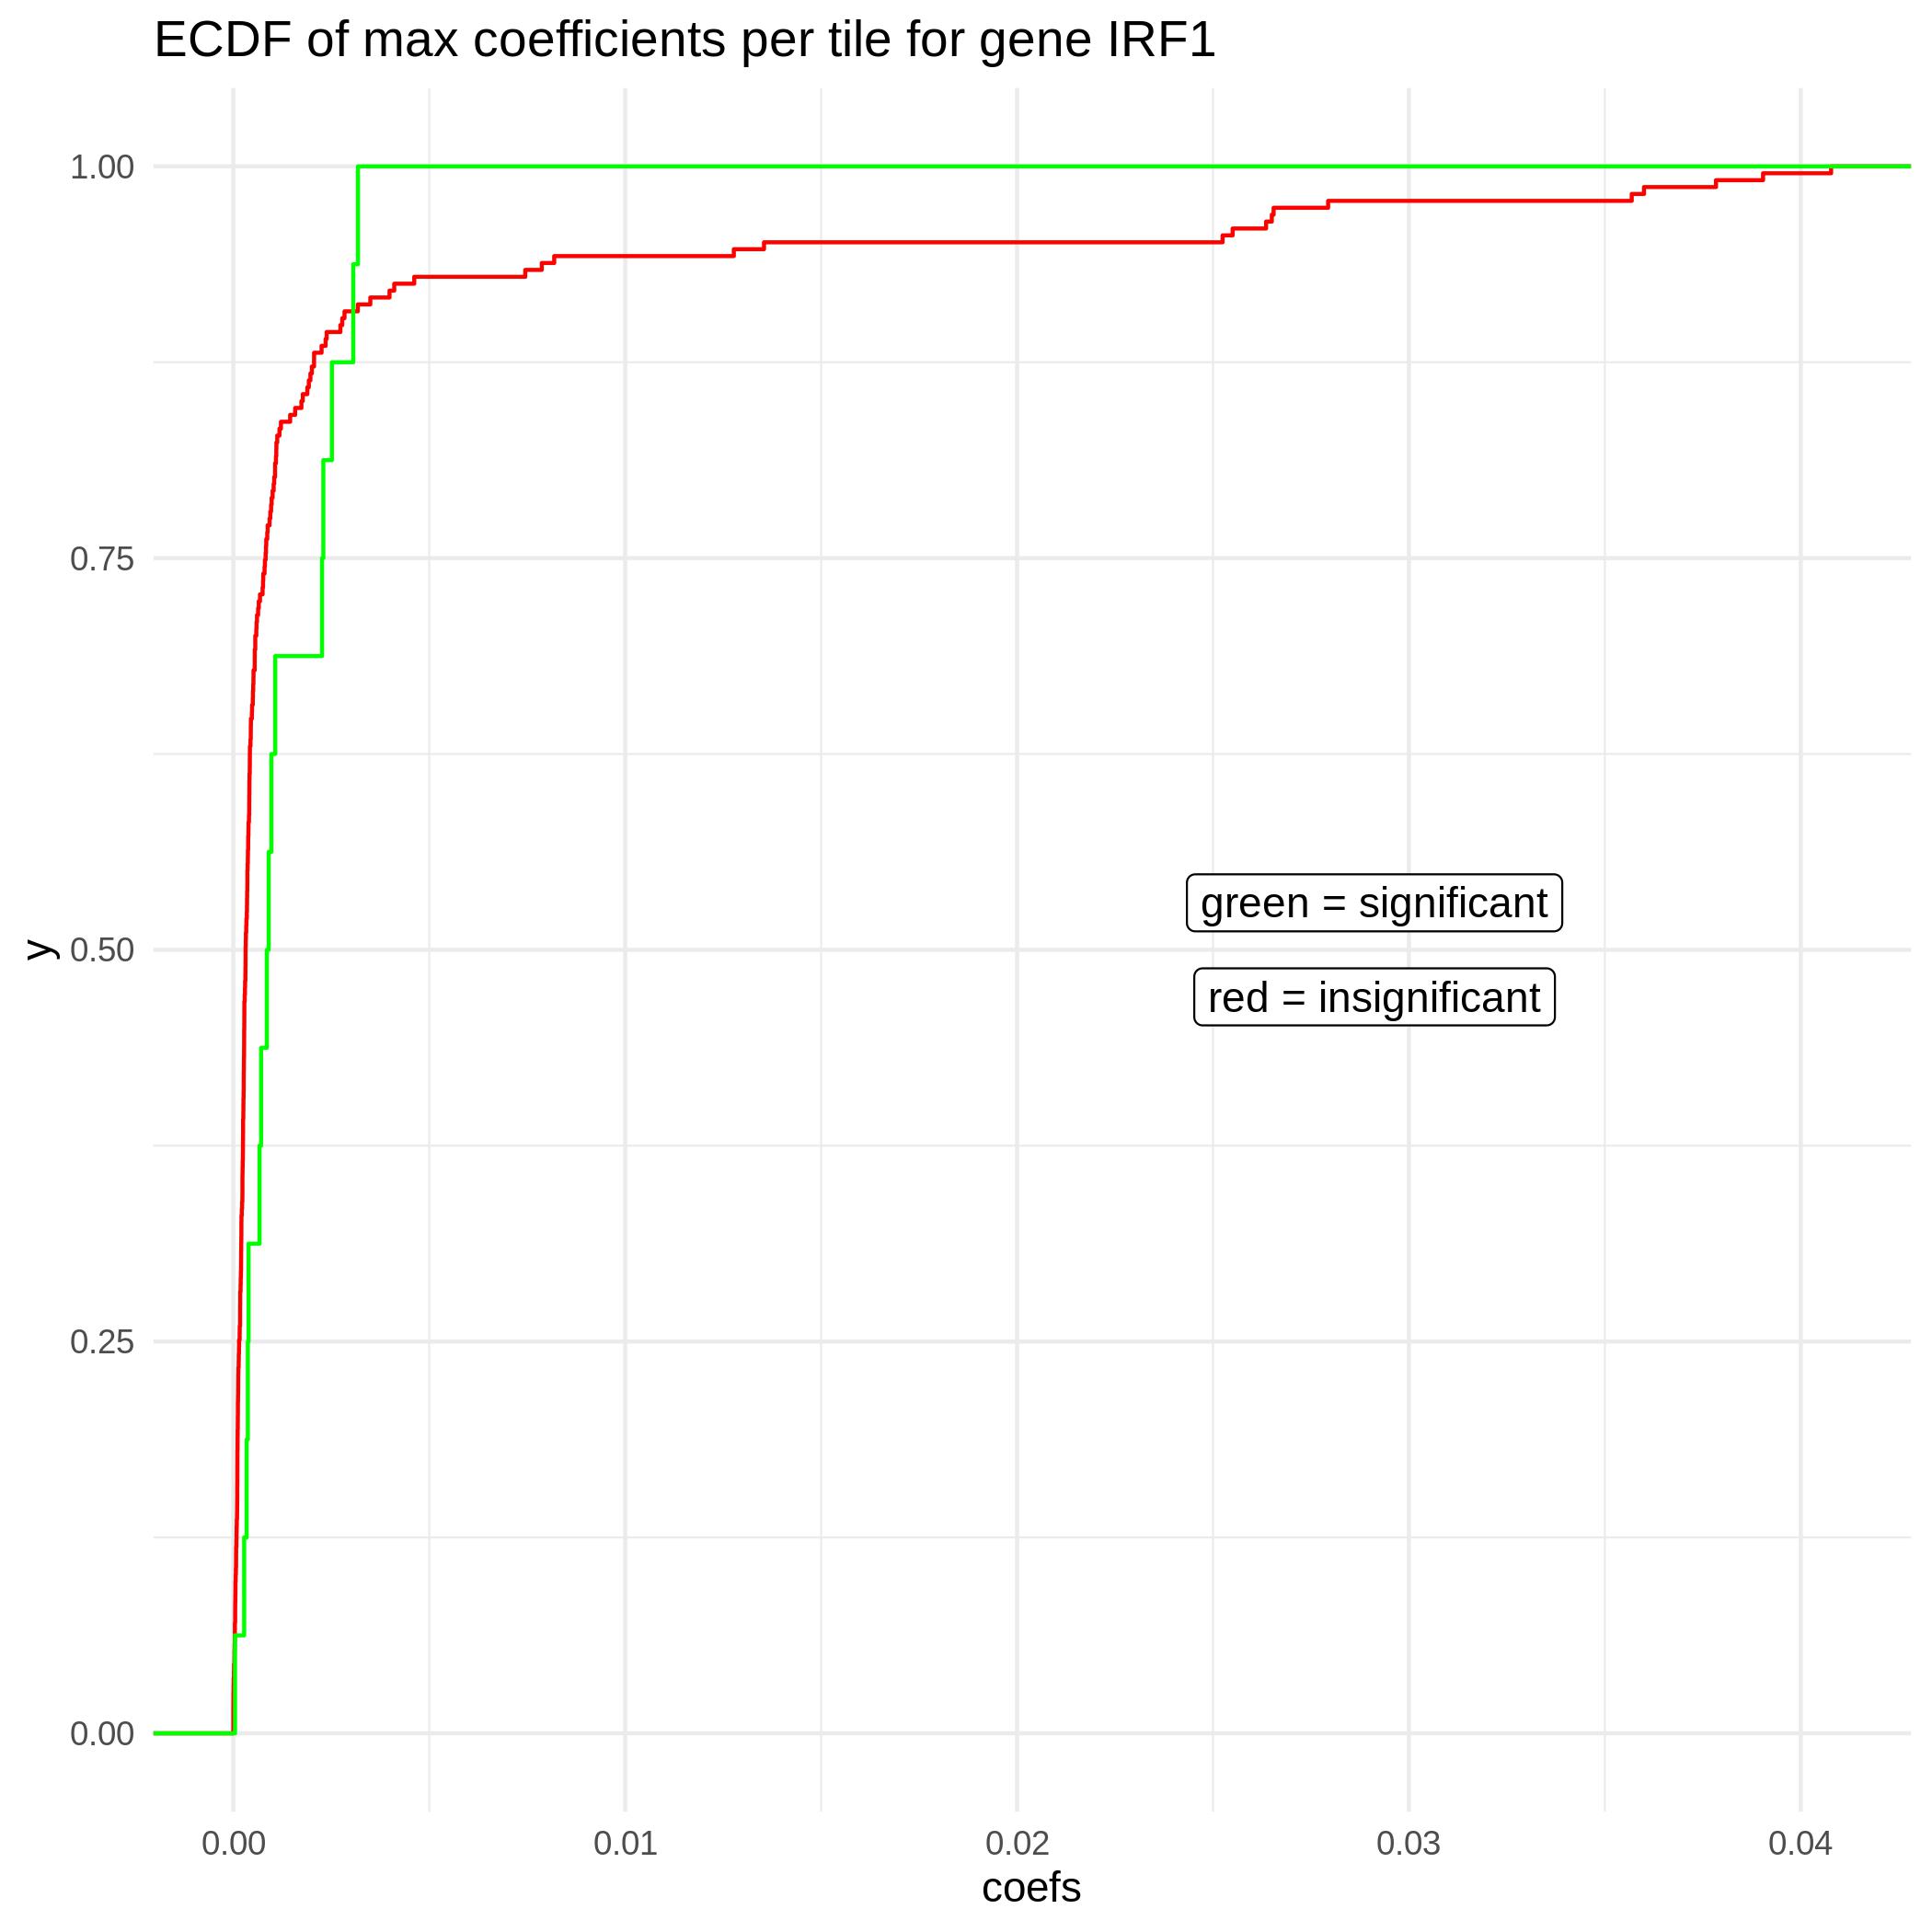 ECDF of max coefficients per tile for gene IRF1
1.00
0.75
0.50
0.25
0.00
y
green = significant
red = insignificant
0.00 0.01 0.02 0.03 0.04
coefs